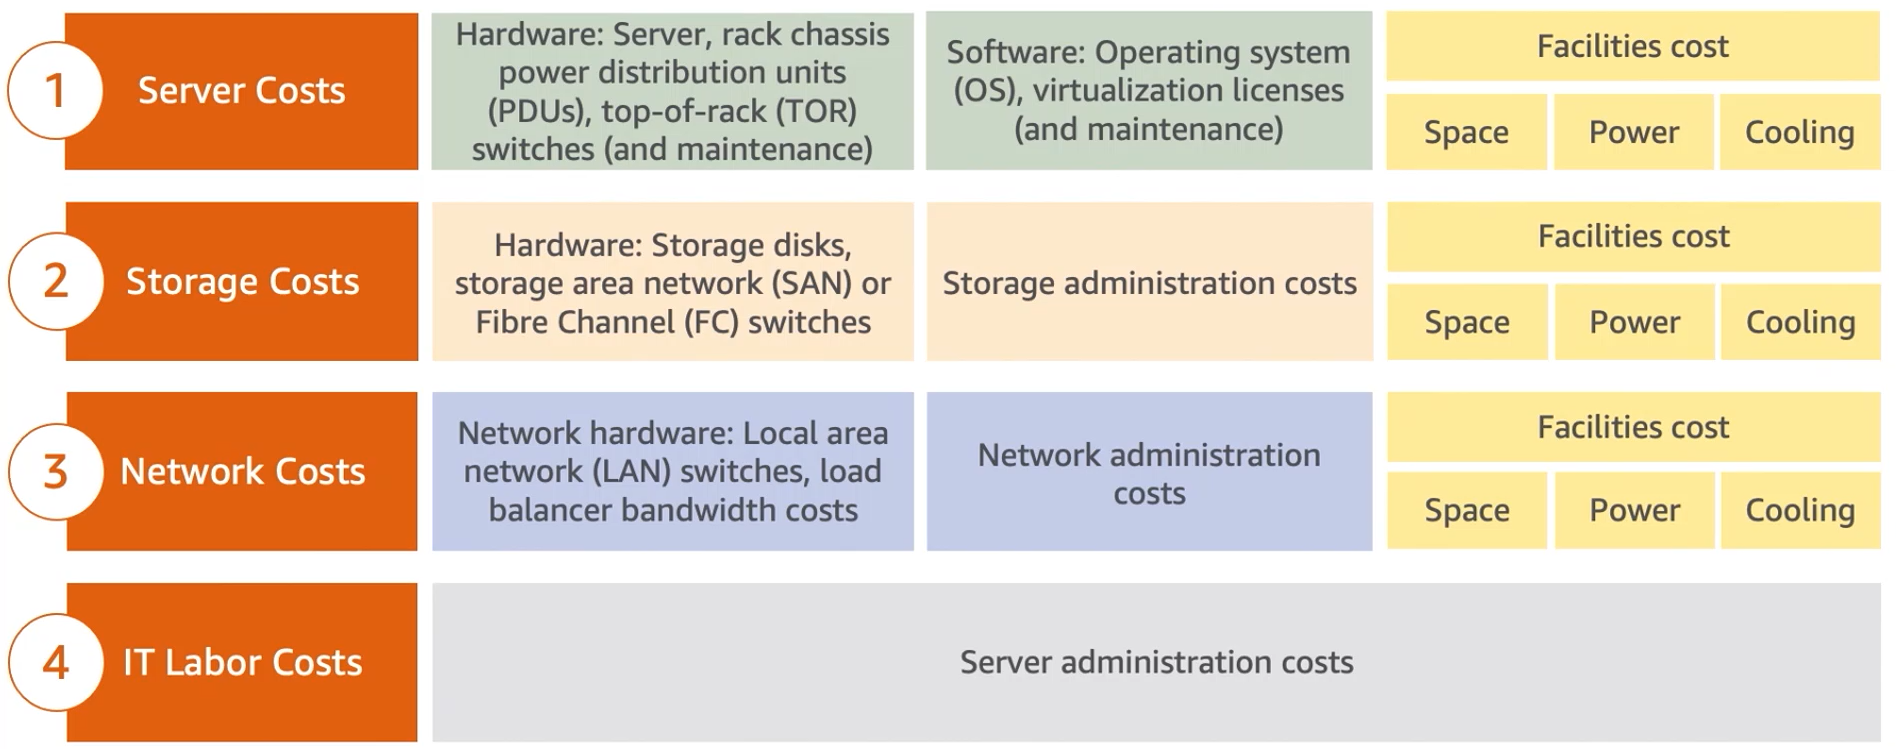 1
Server Costs
Hardware: Server, rack chassis
power distribution units
(PDUs), top-of-rack (TOR)
switches (and maintenance)
Software: Operating system
(OS), virtualization licenses
(and maintenance)
Facilities cost
Space
Power
Cooling
2
Storage Costs
Hardware: Storage disks,
storage area network (SAN) or
Fibre Channel (FC) switches
Storage administration costs
Facilities cost
Space
Power
Cooling
3
Network Costs
Network hardware: Local area
network (LAN) switches, load
balancer bandwidth costs
Network administration
costs
Facilities cost
Space
Power
Cooling
4
IT Labor Costs
Server administration costs